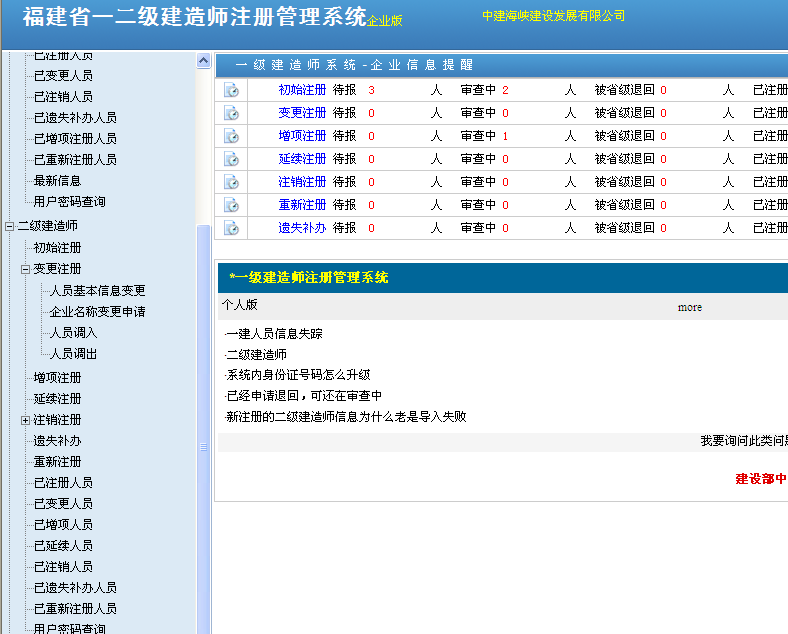 福建省一二级建造师注册管理系统企业版
中建海峡建设发展有限公司
已注册人员
已变更人员
已注销人员
已遗失补办人员
已增项注册人员
已重新注册人员
最新信息
用户密码查询
二级建造师
初始注册
变更注册
人员基本信息变更
企业名称变更申请
人员调入
人员调出
增项注册
延续注册
注销注册
遗失补办
重新注册
已注册人员
已变更人员
已增项人员
已延续人员
已注销人员
已遗失补办人员
已重新注册人员
用户密码查询
一级建造师系统-企业信息提醒
初始注册 待报 3 人 审查中 2 人 被省级退回 0 人 已注册
变更注册 待报 0 人 审查中 0 人 被省级退回 0 人 已注册
增项注册 待报 0 人 审查中 1 人 被省级退回 0 人 已注册
延续注册 待报 0 人 审查中 0 人 被省级退回 0 人 已注册
注销注册 待报 0 人 审查中 0 人 被省级退回 0 人 已注册
重新注册 待报 0 人 审查中 0 人 被省级退回 0 人 已注册
遗失补办 待报 0 人 审查中 0 人 被省级退回 0 人 已注册
*一级建造师注册管理系统
个人版 more
·一建人员信息失踪
·二级建造师
·系统内身份证号码怎么升级
·已经申请退回，可还在审查中
·新注册的二级建造师信息为什么老是导入失败
我要询问此类问题
建设部中